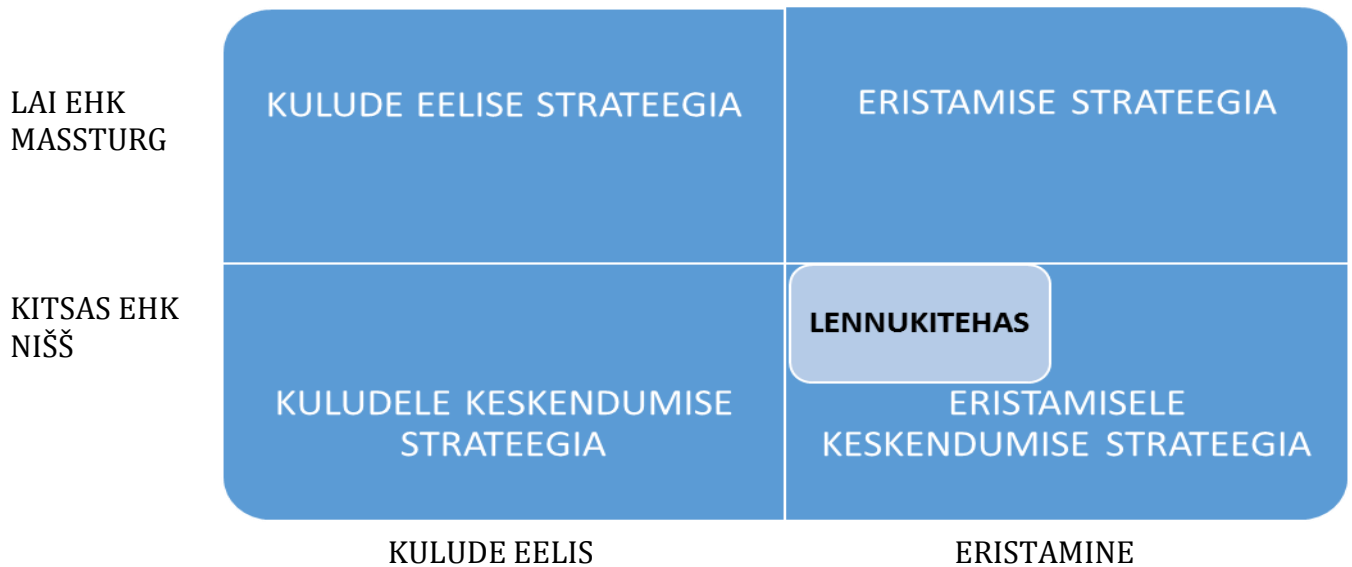 LAI EHK
MASSTURG
KULUDE EELISE STRATEEGIA
ERISTAMISE STRATEEGIA
KITSAS EHK
NIŠŠ
LENNUKITEHAS
KULUDELE KESKENDUMISE
STRATEEGIA
ERISTAMISELE
KESKENDUMISE STRATEEGIA
KULUDE EELIS
ERISTAMINE